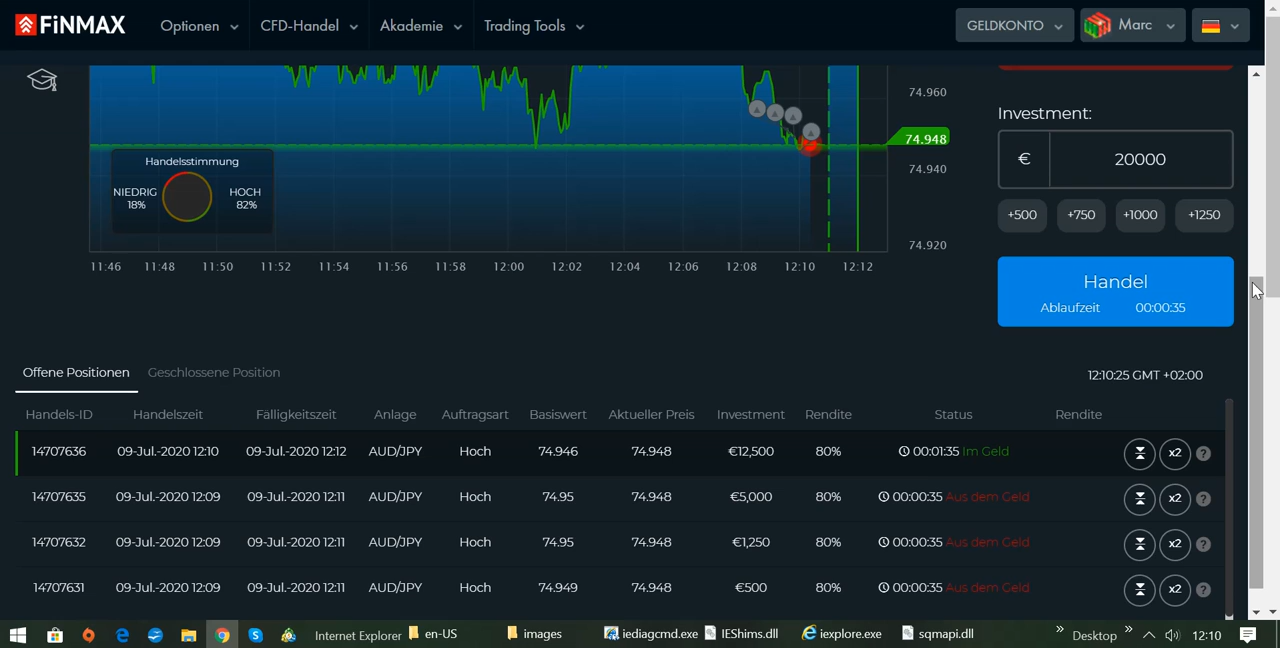 FiNMAX Optionen CFD-Handel Akademie Trading Tools GELDKONTO Marc
74.960
74.948
74.940
74.920
Handelsstimmung
NIEDRIG
18%
HOCH
82%
11:46 11:48 11:50 11:52 11:54 11:56 11:58 12:00 12:02 12:04 12:06 12:08 12:10 12:12
Investment:
€ 20000
+500 +750 +1000 +1250
Handel
Ablaufzeit 00:00:35
Offene Positionen Geschlossene Position 12:10:25 GMT +02:00
Handels-ID Handelszeit Fälligkeitszeit Anlage Auftragsart Basiswert Aktueller Preis Investment Rendite Status Rendite
14707636 09-Jul.-2020 12:10 09-Jul.-2020 12:12 AUD/JPY Hoch 74.946 74.948 €12,500 80% 00:01:35 Im Geld x2 ?
14707635 09-Jul.-2020 12:09 09-Jul.-2020 12:11 AUD/JPY Hoch 74.95 74.948 €5,000 80% 00:00:35 Aus dem Geld x2 ?
14707632 09-Jul.-2020 12:09 09-Jul.-2020 12:11 AUD/JPY Hoch 74.95 74.948 €1,250 80% 00:00:35 Aus dem Geld x2 ?
14707631 09-Jul.-2020 12:09 09-Jul.-2020 12:11 AUD/JPY Hoch 74.949 74.948 €500 80% 00:00:35 Aus dem Geld x2 ?
Internet Explorer en-US images iediagcmd.exe IEShims.dll iexplore.exe sqmapi.dll Desktop 12:10